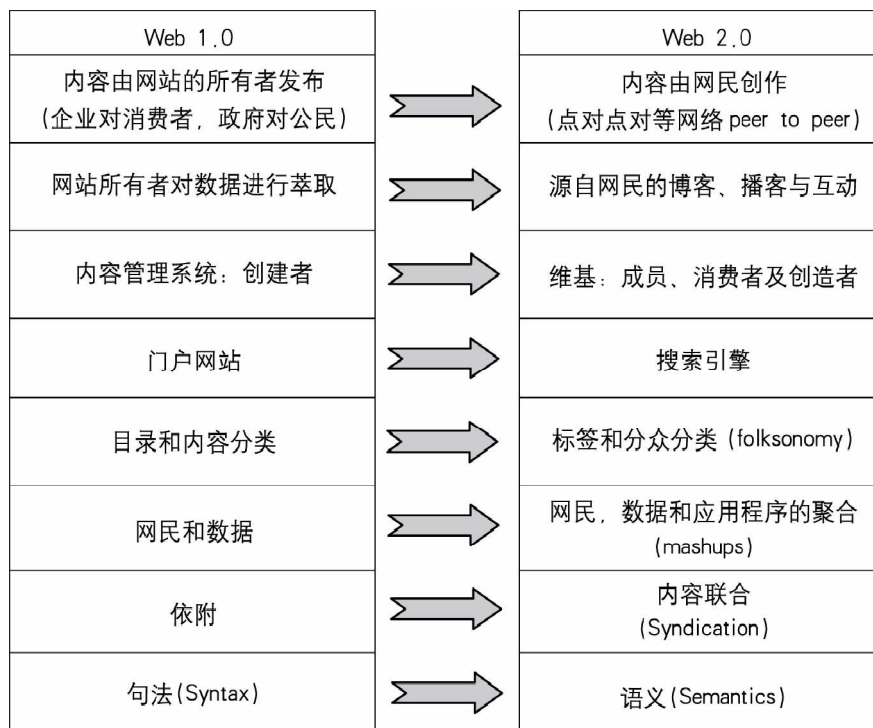 Web 1.0
Web 2.0
内容由网站的所有者发布
(企业对消费者，政府对公民)
内容由网民创作
(点对点对等网络 peer to peer)
网站所有者对数据进行萃取
源自网民的博客、播客与互动
内容管理系统：创建者
维基：成员、消费者及创造者
门户网站
搜索引擎
目录和内容分类
标签和分众分类 (folksonomy)
网民和数据
网民，数据和应用程序的聚合
(mashups)
依附
内容联合
(Syndication)
句法(Syntax)
语义(Semantics)